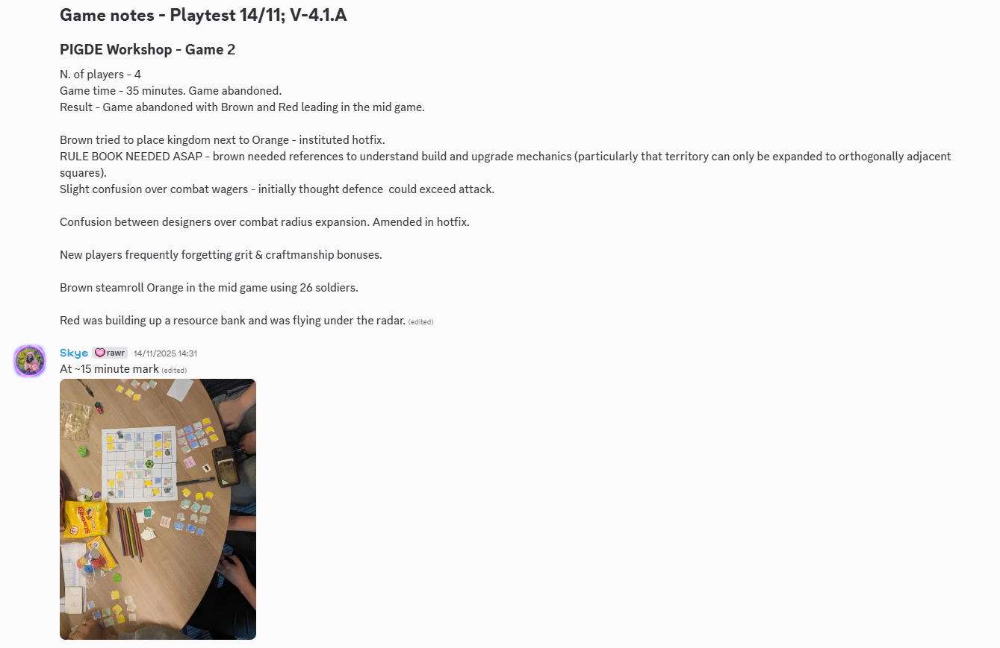 Game notes - Playtest 14/11; V-4.1.A
PIGDE Workshop - Game 2
N. of players - 4
Game time - 35 minutes. Game abandoned.
Result - Game abandoned with Brown and Red leading in the mid game.
Brown tried to place kingdom next to Orange - instituted hotfix.
RULE BOOK NEEDED ASAP - brown needed references to understand build and upgrade mechanics (particularly that territory can only be expanded to orthogonally adjacent
squares).
Slight confusion over combat wagers - initially thought defence  could exceed attack.
Confusion between designers over combat radius expansion. Amended in hotfix.
New players frequently forgetting grit & craftmanship bonuses.
Brown steamroll Orange in the mid game using 26 soldiers.
Red was building up a resource bank and was flying under the radar. (edited)
Skye rawr 14/11/2025 14:31
At ~15 minute mark (edited)
Starburst